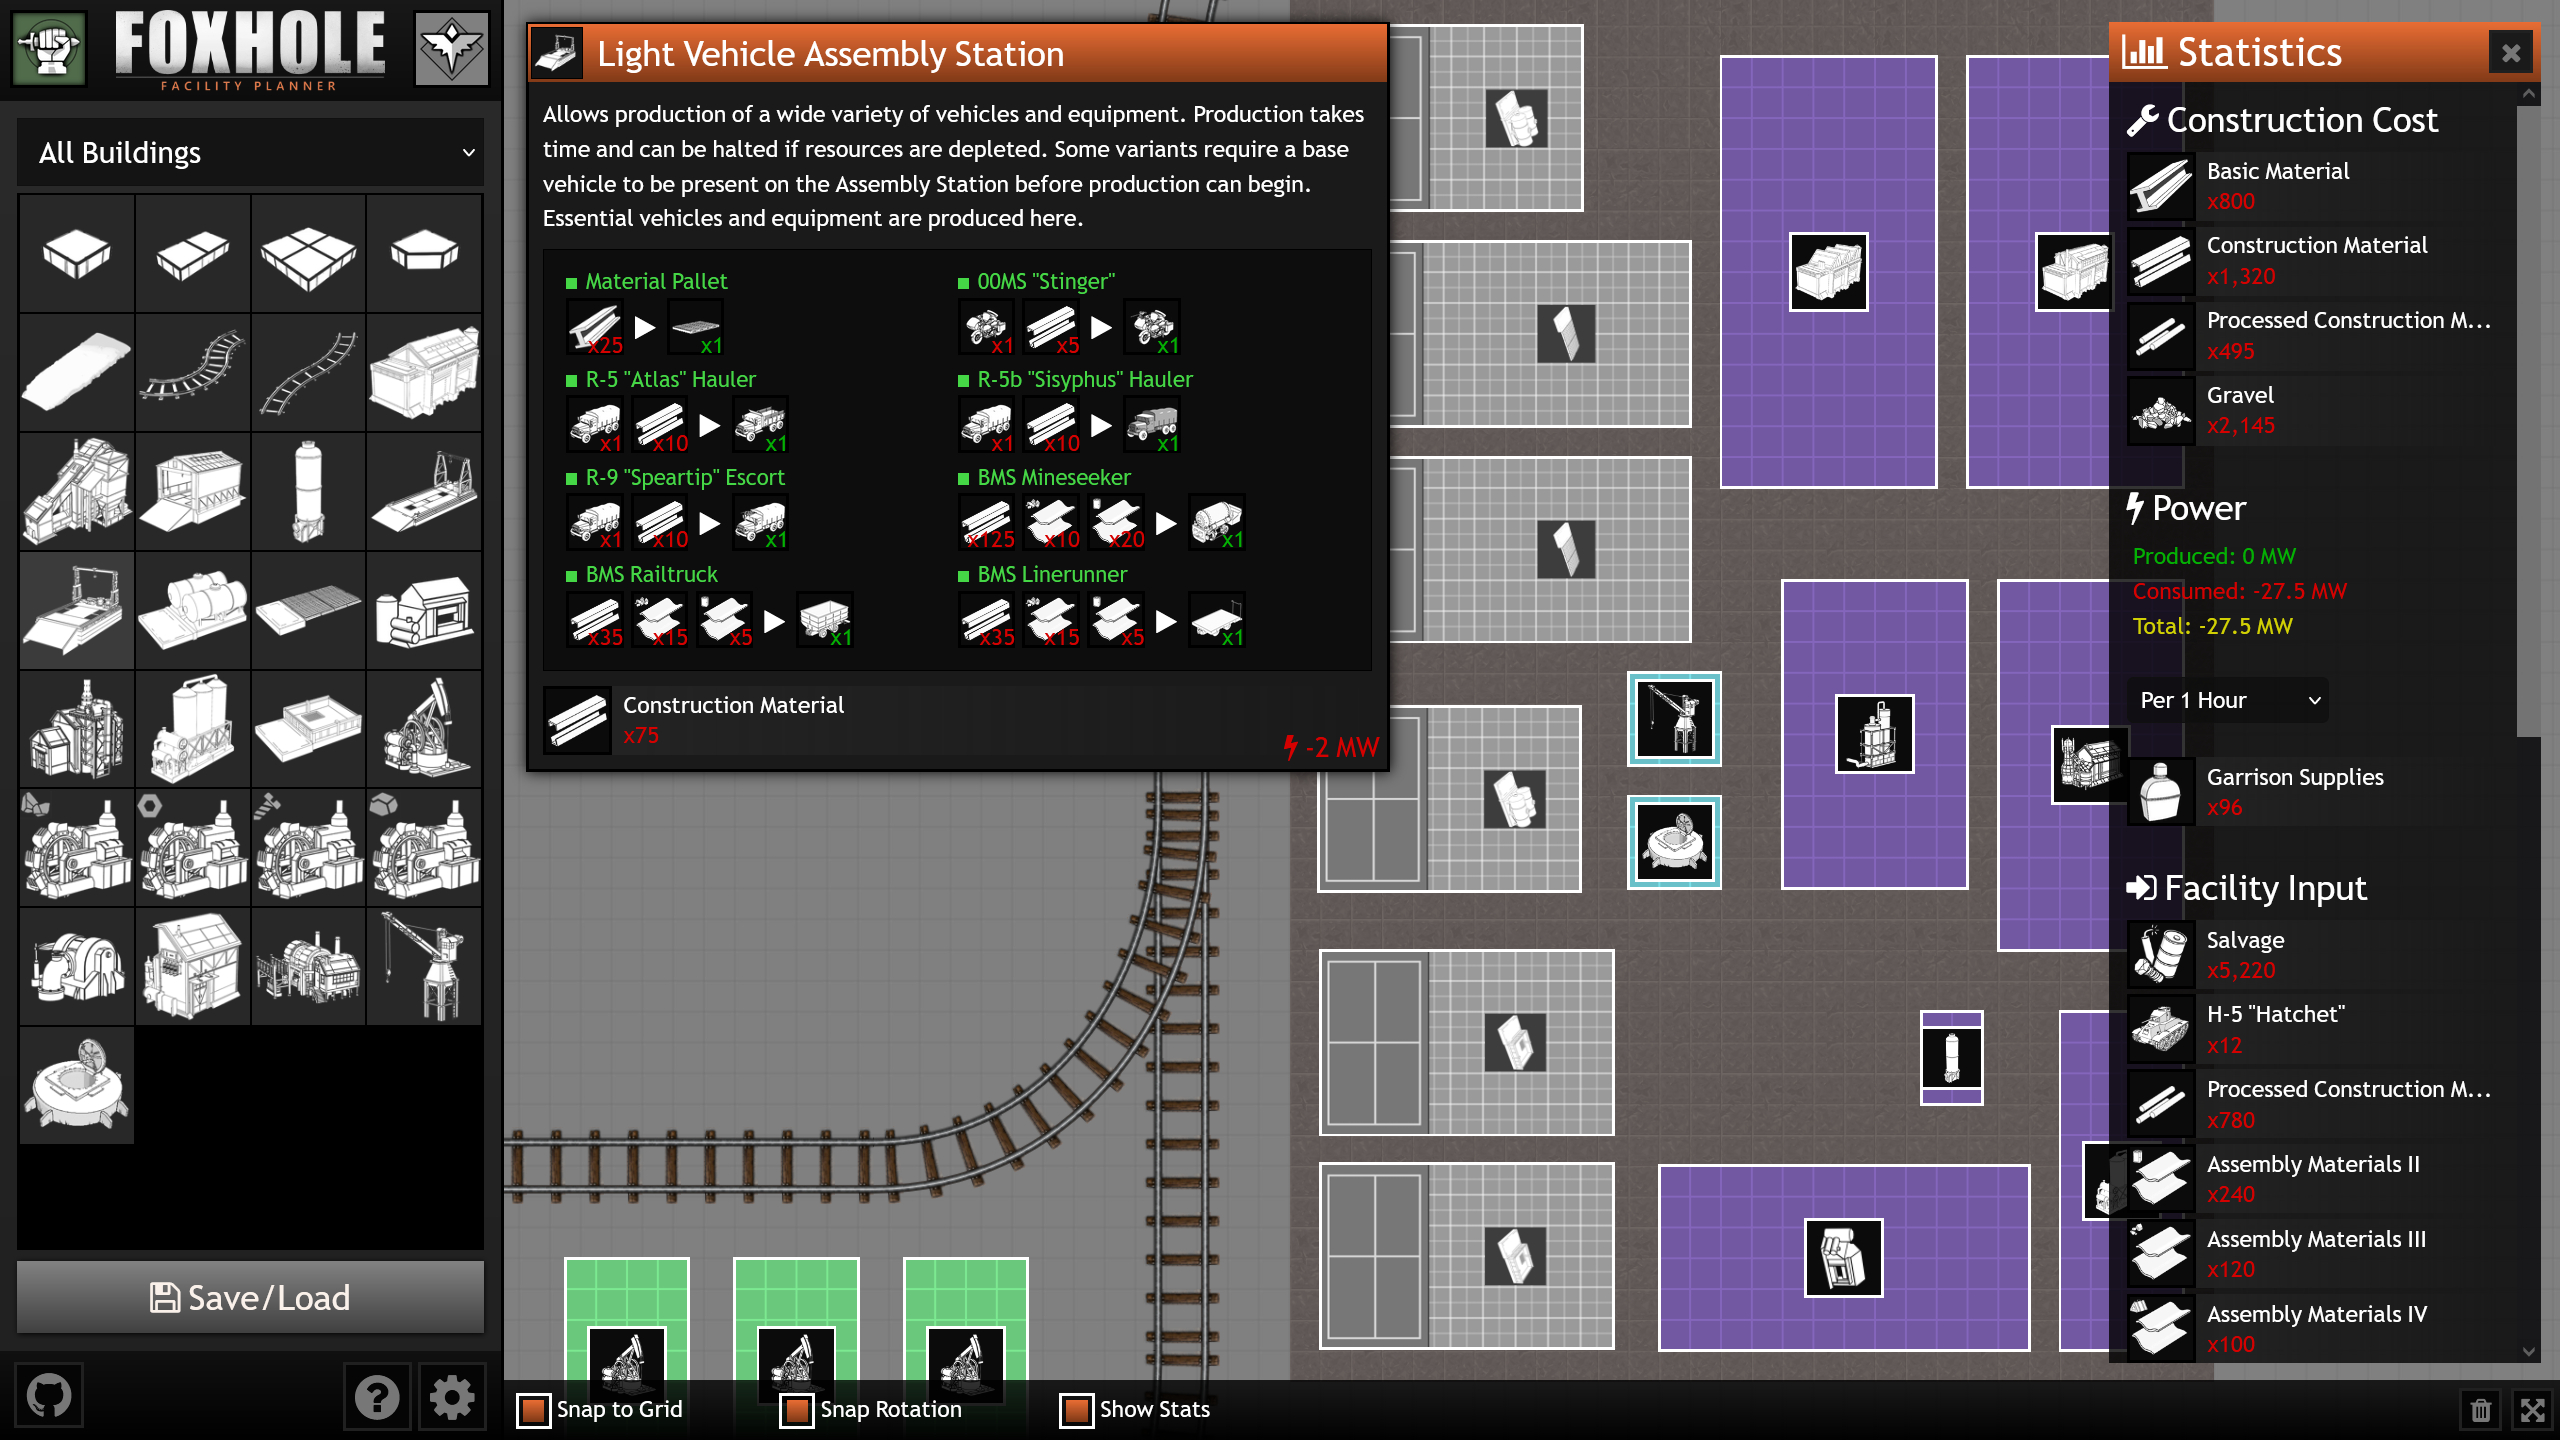 FOXHOLE
FACILITY PLANNER
All Buildings
Save/Load
Light Vehicle Assembly Station
Allows production of a wide variety of vehicles and equipment. Production takes
time and can be halted if resources are depleted. Some variants require a base
vehicle to be present on the Assembly Station before production can begin.
Essential vehicles and equipment are produced here.
Material Pallet
x25 x1
00MS "Stinger"
x1 x5 x1
R-5 "Atlas" Hauler
x1 x10 x1
R-5b "Sisyphus" Hauler
x1 x10 x1
R-9 "Speartip" Escort
x1 x10 x1
BMS Mineseeker
x125 x10 x20 x1
BMS Railtruck
x35 x15 x5 x1
BMS Linerunner
x35 x15 x5 x1
Construction Material
x75
-2 MW
Snap to Grid
Snap Rotation
Show Stats
Statistics
Construction Cost
Basic Material
x800
Construction Material
x1,320
Processed Construction M...
x495
Gravel
x2,145
Power
Produced: 0 MW
Consumed: -27.5 MW
Total: -27.5 MW
Per 1 Hour
Garrison Supplies
x96
Facility Input
Salvage
x5,220
H-5 "Hatchet"
x12
Processed Construction M...
x780
Assembly Materials II
x240
Assembly Materials III
x120
Assembly Materials IV
x100